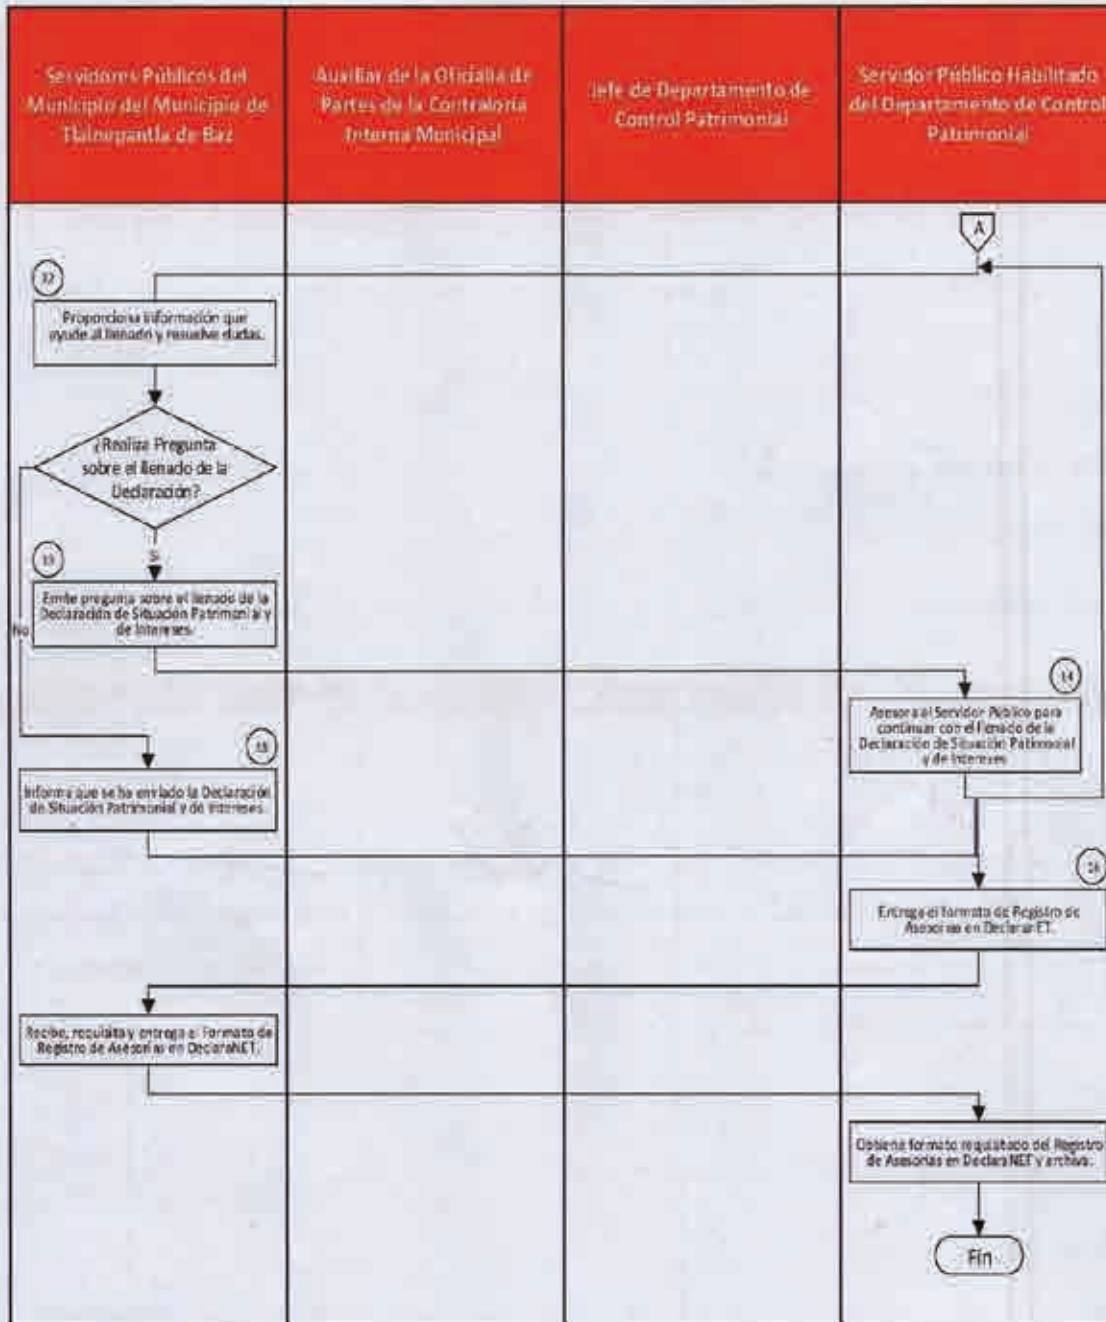 Servidores Públicos del
Municipio del Municipio de
Tlalnepantla de Baz
Auxiliar de la Oficialía de
Partes de la Contraloría
Interna Municipal
Jefe de Departamento de
Control Patrimonial
Servidor Público Habilitado
del Departamento de Control
Patrimonial
A
12
Proporciona información que
ayude al llenado y resuelve dudas.
¿Realiza Pregunta
sobre el llenado de la
Declaración?
Si
13
Emite pregunta sobre el llenado de la
Declaración de Situación Patrimonial y
de Intereses.
No
14
Asesora al Servidor Público para
continuar con el llenado de la
Declaración de Situación Patrimonial
y de Intereses
15
Informa que se ha enviado la Declaración
de Situación Patrimonial y de Intereses.
16
Entrega el formato de Registro de
Asesorías en DeclaraNET.
Recibe, requisita y entrega el Formato de
Registro de Asesorías en DeclaraNET.
Obtiene formato requisitado del Registro
de Asesorías en DeclaraNET y archiva.
Fin